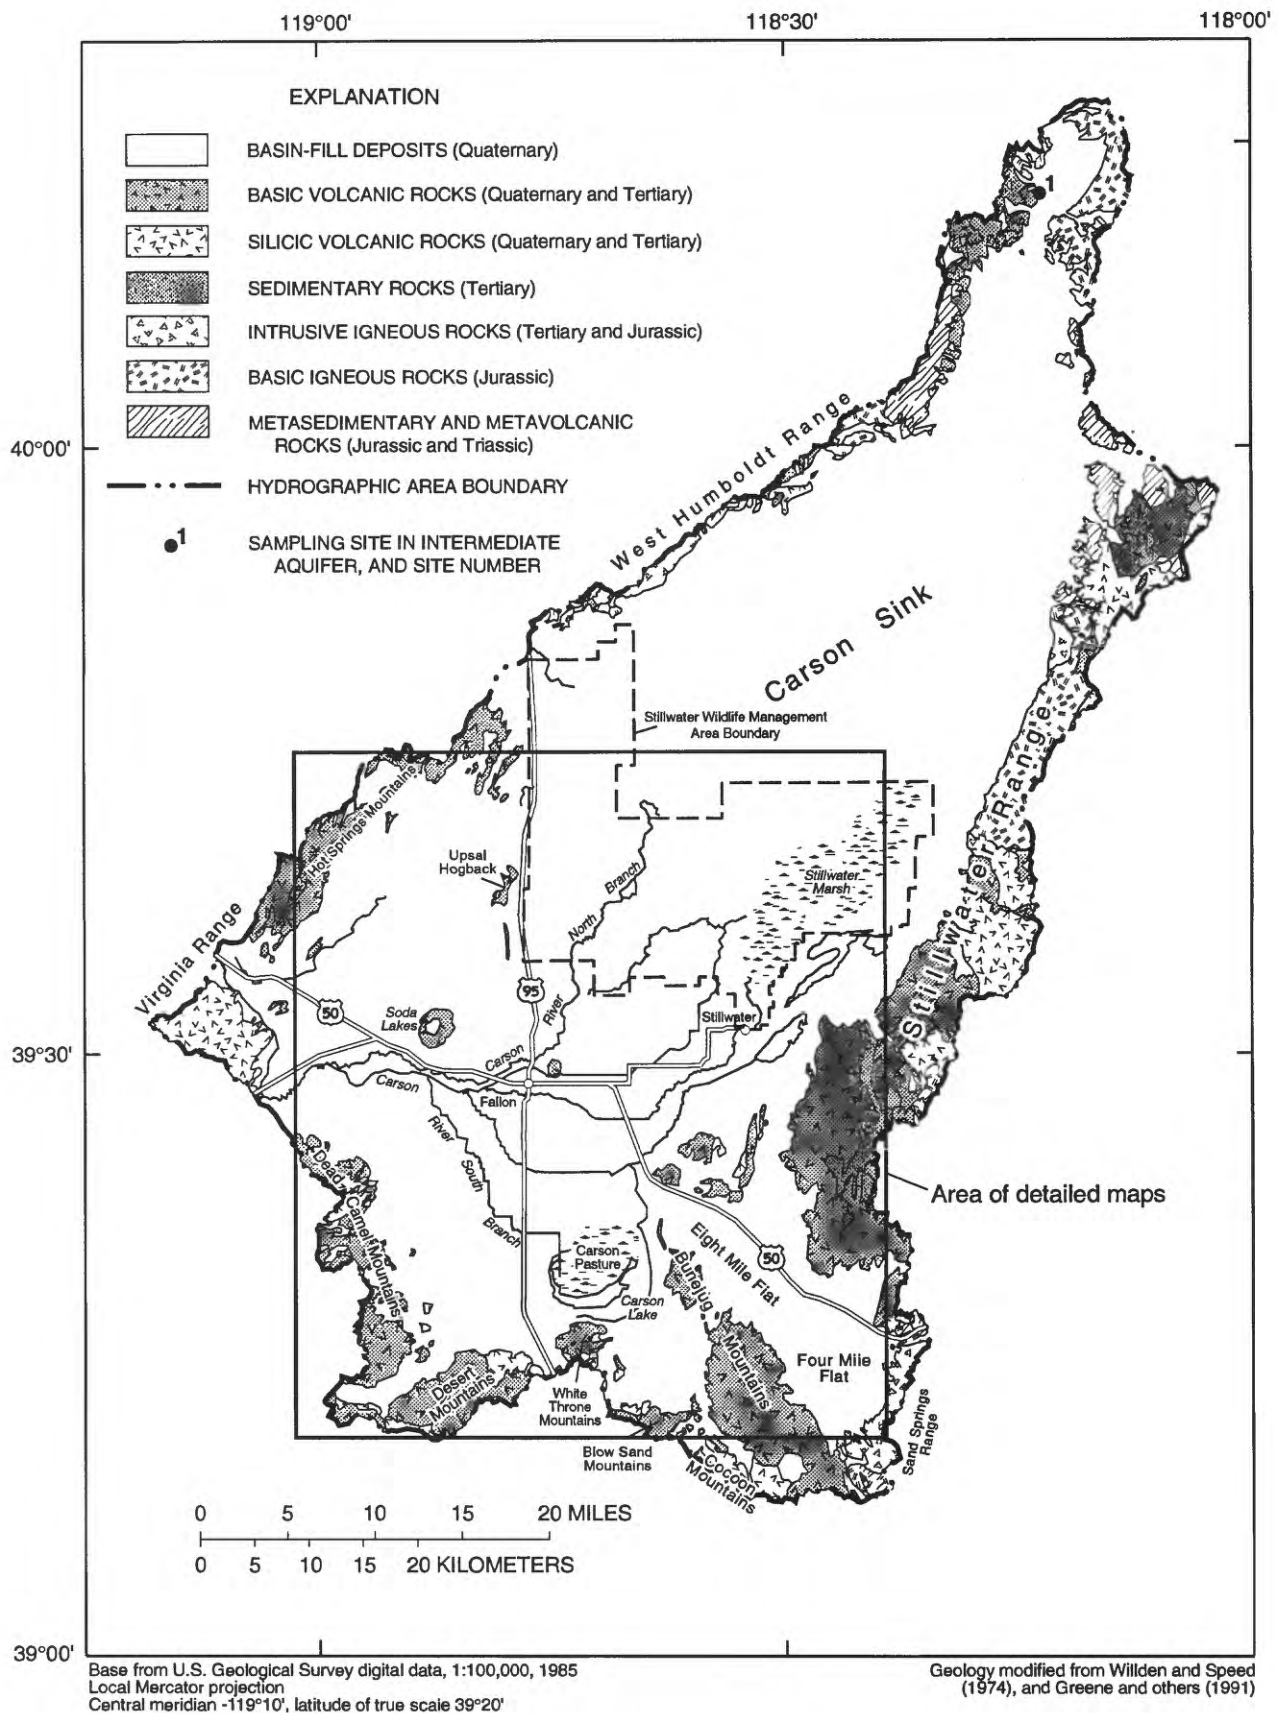 119°00'
118°30'
118°00'
EXPLANATION
BASIN-FILL DEPOSITS (Quaternary)
BASIC VOLCANIC ROCKS (Quaternary and Tertiary)
SILICIC VOLCANIC ROCKS (Quaternary and Tertiary)
SEDIMENTARY ROCKS (Tertiary)
INTRUSIVE IGNEOUS ROCKS (Tertiary and Jurassic)
BASIC IGNEOUS ROCKS (Jurassic)
METASEDIMENTARY AND METAVOLCANIC
ROCKS (Jurassic and Triassic)
HYDROGRAPHIC AREA BOUNDARY
1
SAMPLING SITE IN INTERMEDIATE
AQUIFER, AND SITE NUMBER
1
40°00'
West Humboldt Range
Carson Sink
Stillwater Wildlife Management
Area Boundary
Stillwater Range
Hot Springs Mountains
Upsal
Hogback
North
Branch
Stillwater
Marsh
Virginia Range
50
95
Soda
Lakes
River
Stillwater
39°30'
Carson
Carson
Fallon
River
South
Branch
Dead
Camel Mountains
Area of detailed maps
Eight Mile Flat
50
Carson
Pasture
Bunejug
Mountains
Carson
Lake
Four Mile
Flat
Desert
Mountains
White
Throne
Mountains
Sand Springs
Range
Blow Sand
Mountains
Cocoon
Mountains
0 5 10 15 20 MILES
0 5 10 15 20 KILOMETERS
39°00'
Base from U.S. Geological Survey digital data, 1:100,000, 1985
Local Mercator projection
Central meridian -119°10', latitude of true scale 39°20'
Geology modified from Willden and Speed
(1974), and Greene and others (1991)